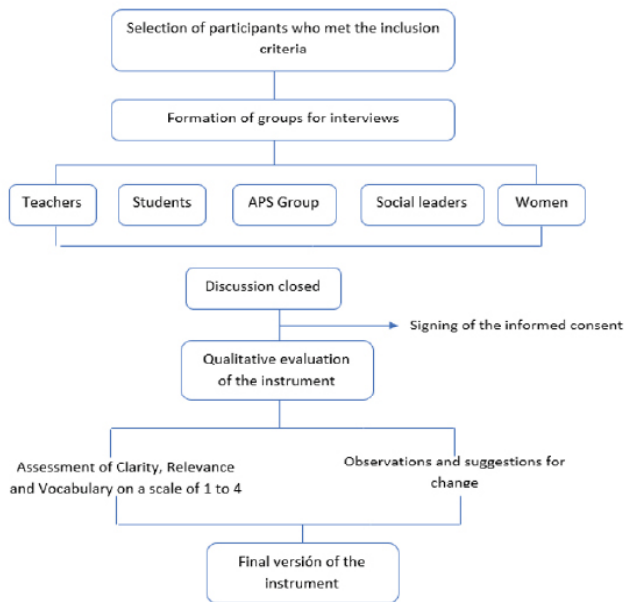 Selection of participants who met the inclusion
criteria
Formation of groups for interviews
Teachers
Students
APS Group
Social leaders
Women
Discussion closed
Signing of the informed consent
Qualitative evaluation
of the instrument
Assessment of Clarity, Relevance
and Vocabulary on a scale of 1 to 4
Observations and suggestions for
change
Final versión of the
instrument